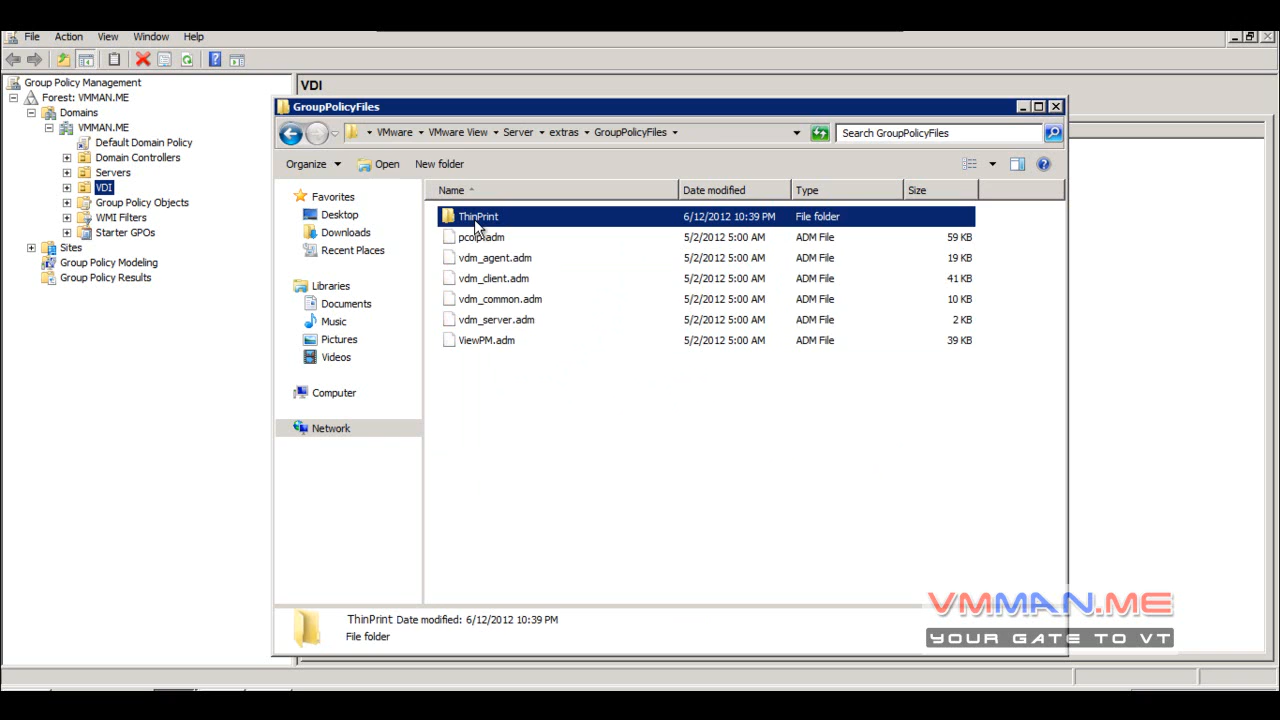 File Action View Window Help
Group Policy Management
Forest: VMMAN.ME
Domains
VMMAN.ME
Default Domain Policy
Domain Controllers
Servers
VDI
Group Policy Objects
WMI Filters
Starter GPOs
Sites
Group Policy Modeling
Group Policy Results
VDI
GroupPolicyFiles
VMware VMware View Server extras GroupPolicyFiles
Search GroupPolicyFiles
Organize Open New folder
Favorites
Desktop
Downloads
Recent Places
Libraries
Documents
Music
Pictures
Videos
Computer
Network
Name Date modified Type Size
ThinPrint 6/12/2012 10:39 PM File folder
5/2/2012 5:00 AM ADM File 59 KB
vdm_agent.adm 5/2/2012 5:00 AM ADM File 19 KB
vdm_client.adm 5/2/2012 5:00 AM ADM File 41 KB
vdm_common.adm 5/2/2012 5:00 AM ADM File 10 KB
vdm_server.adm 5/2/2012 5:00 AM ADM File 2 KB
ViewPM.adm 5/2/2012 5:00 AM ADM File 39 KB
ThinPrint Date modified: 6/12/2012 10:39 PM
File folder
VMMAN.ME
YOUR GATE TO VT